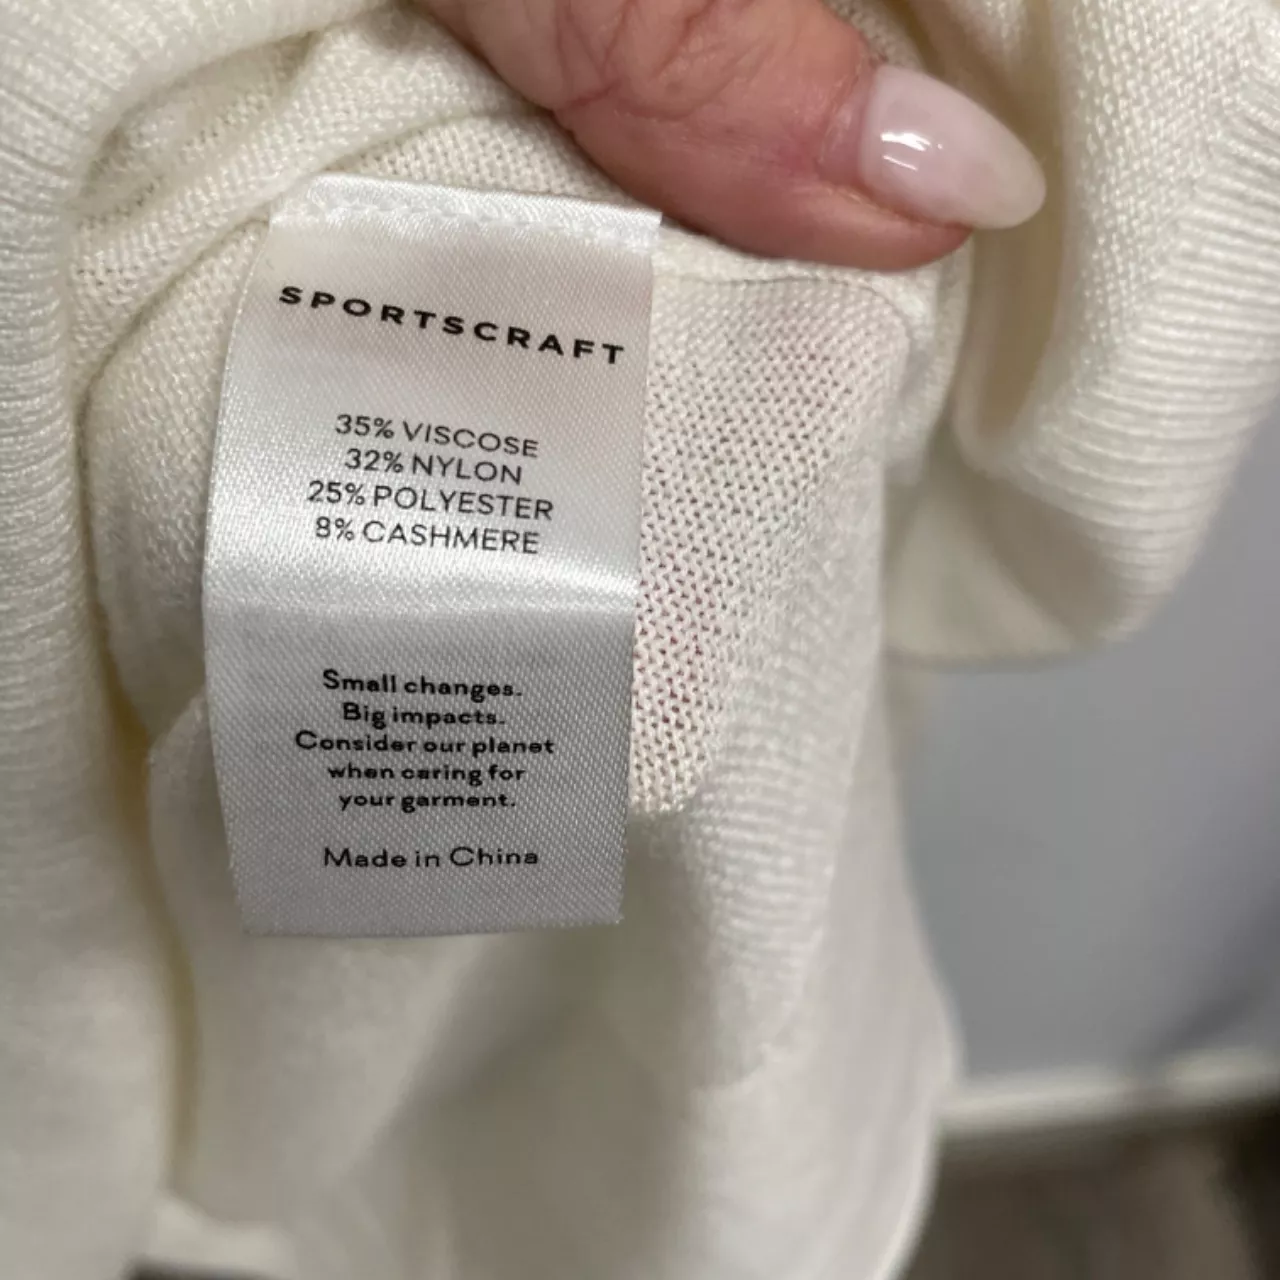 SPORTSCRAFT
35% VISCOSE
32% NYLON
25% POLYESTER
8% CASHMERE
Small changes.
Big impacts.
Consider our planet
when caring for
your garment.
Made in China